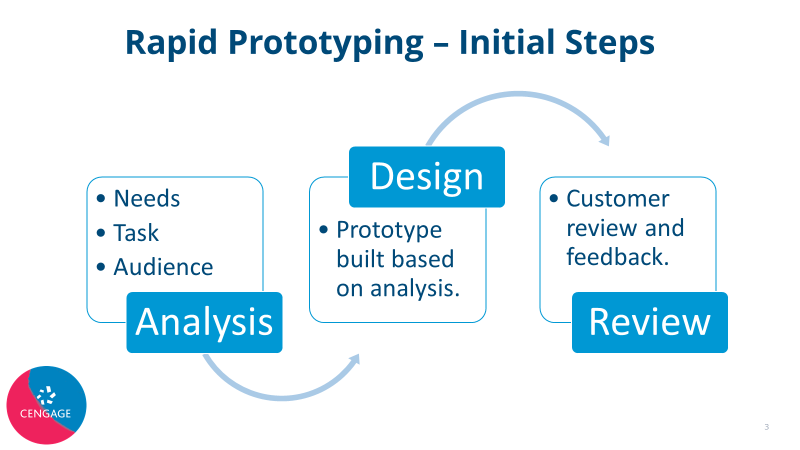 Rapid Prototyping – Initial Steps
• Needs
• Task
• Audience
Analysis
Design
• Prototype
built based
on analysis.
• Customer
review and
feedback.
Review
CENGAGE
3